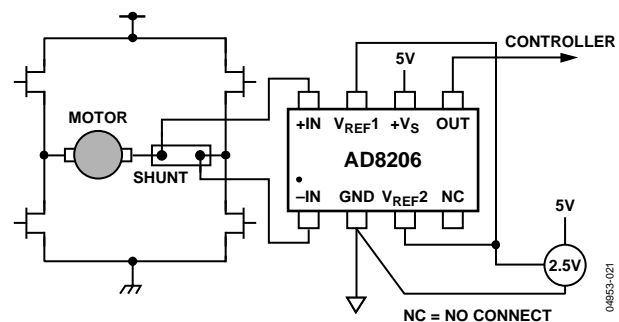 CONTROLLER
5V
+IN VREF1 +VS OUT
MOTOR
AD8206
SHUNT
–IN GND VREF2 NC
5V
2.5V
NC = NO CONNECT
04953-021